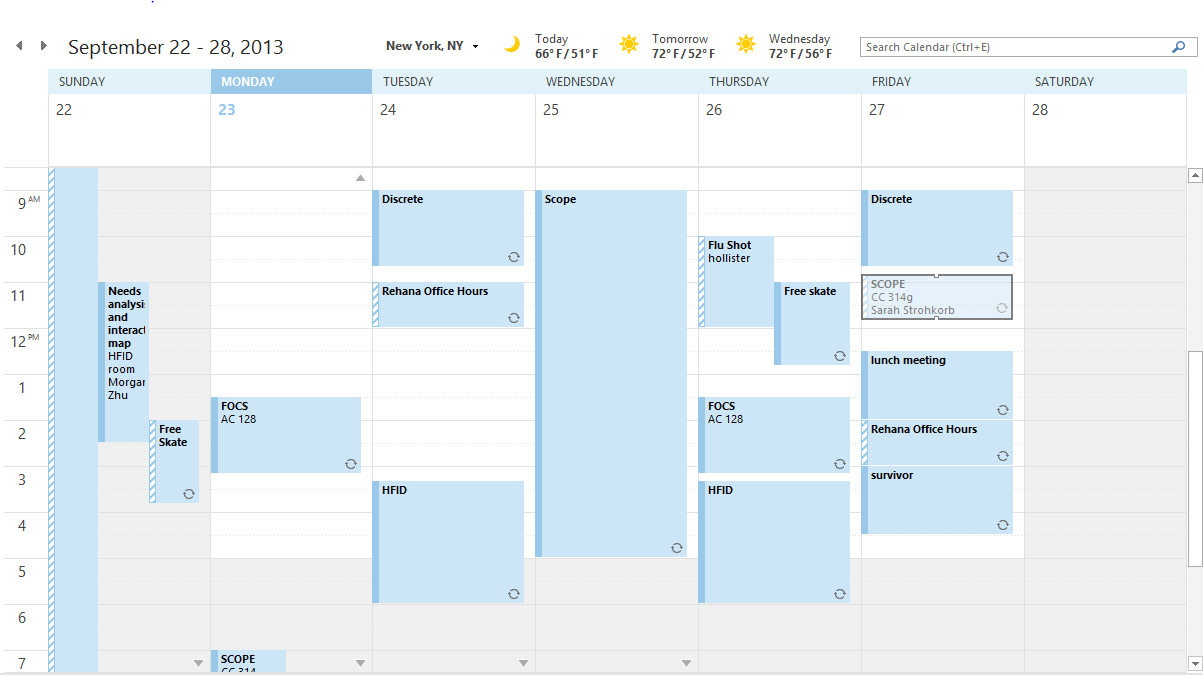 September 22 - 28, 2013
New York, NY
Today
66° F / 51° F
Tomorrow
72° F / 52° F
Wednesday
72° F / 56° F
Search Calendar (Ctrl+E)
SUNDAY
MONDAY
TUESDAY
WEDNESDAY
THURSDAY
FRIDAY
SATURDAY
22
23
24
25
26
27
28
9 AM
10
11
12 PM
1
2
3
4
5
6
7
Needs
analysi
and
interact
map
HFID
room
Morgan
Zhu
Free
Skate
FOCS
AC 128
SCOPE
CC 314
Discrete
Rehana Office Hours
HFID
Scope
Flu Shot
hollister
Free skate
FOCS
AC 128
HFID
Discrete
SCOPE
CC 314g
Sarah Strohkorb
lunch meeting
Rehana Office Hours
survivor